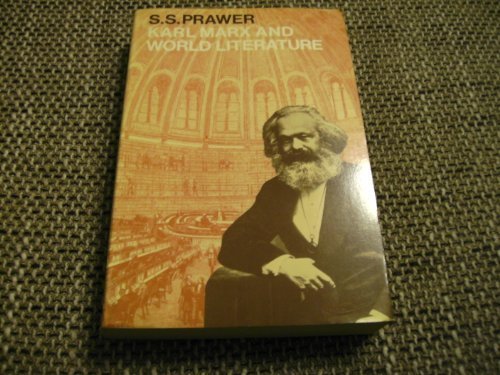 S.S. PRAWER
KARL MARX AND
WORLD LITERATURE